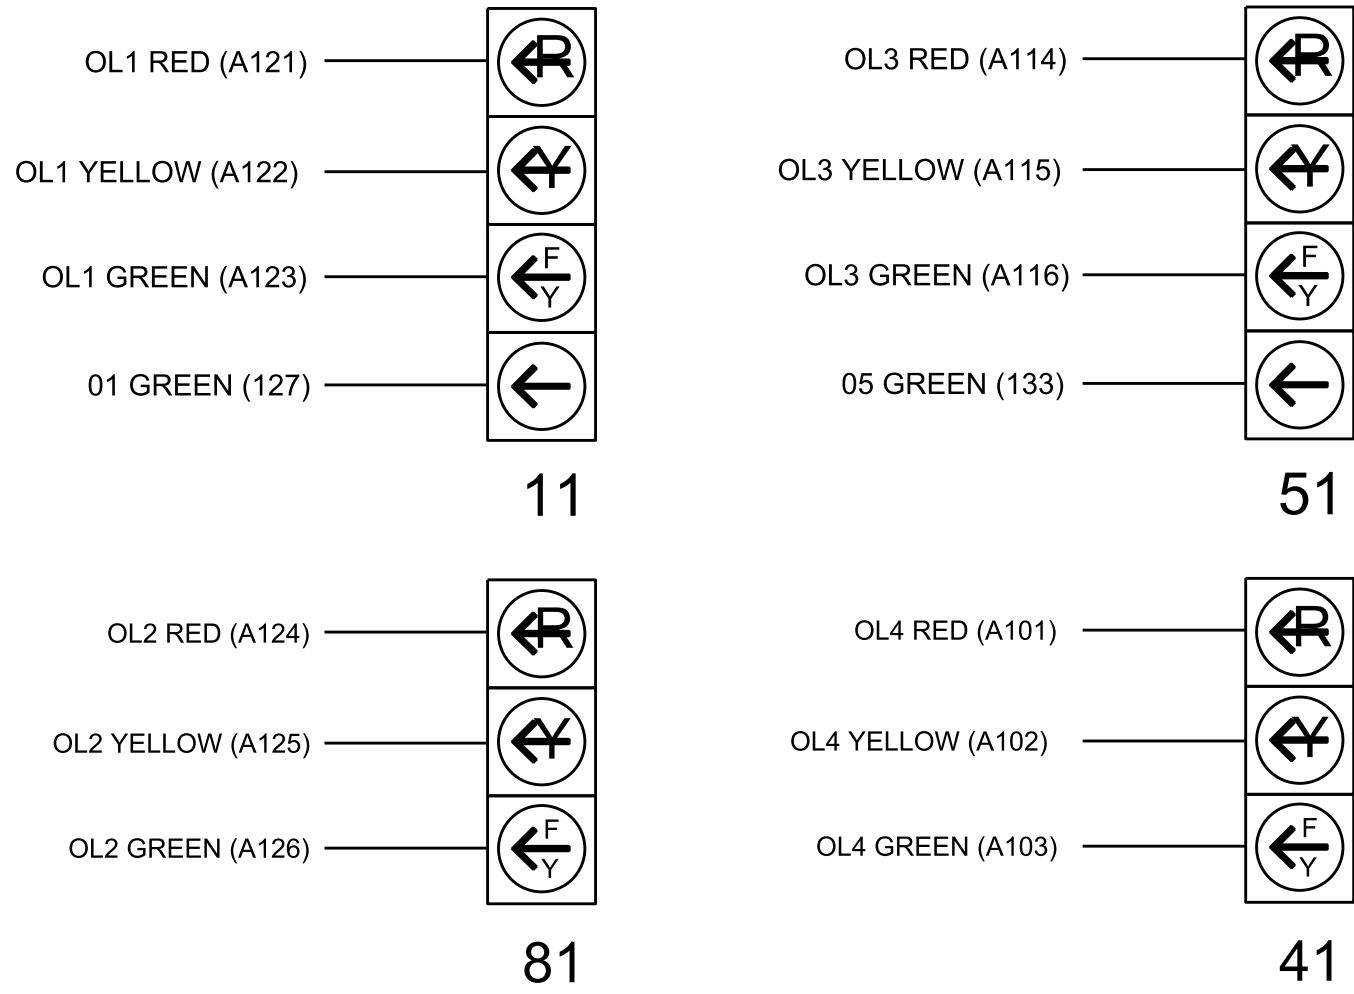 OL1 RED (A121)
R
OL1 YELLOW (A122)
Y
OL1 GREEN (A123)
F
Y
01 GREEN (127)
11
OL3 RED (A114)
R
OL3 YELLOW (A115)
Y
OL3 GREEN (A116)
F
Y
05 GREEN (133)
51
OL2 RED (A124)
R
OL2 YELLOW (A125)
Y
OL2 GREEN (A126)
F
Y
81
OL4 RED (A101)
R
OL4 YELLOW (A102)
Y
OL4 GREEN (A103)
F
Y
41